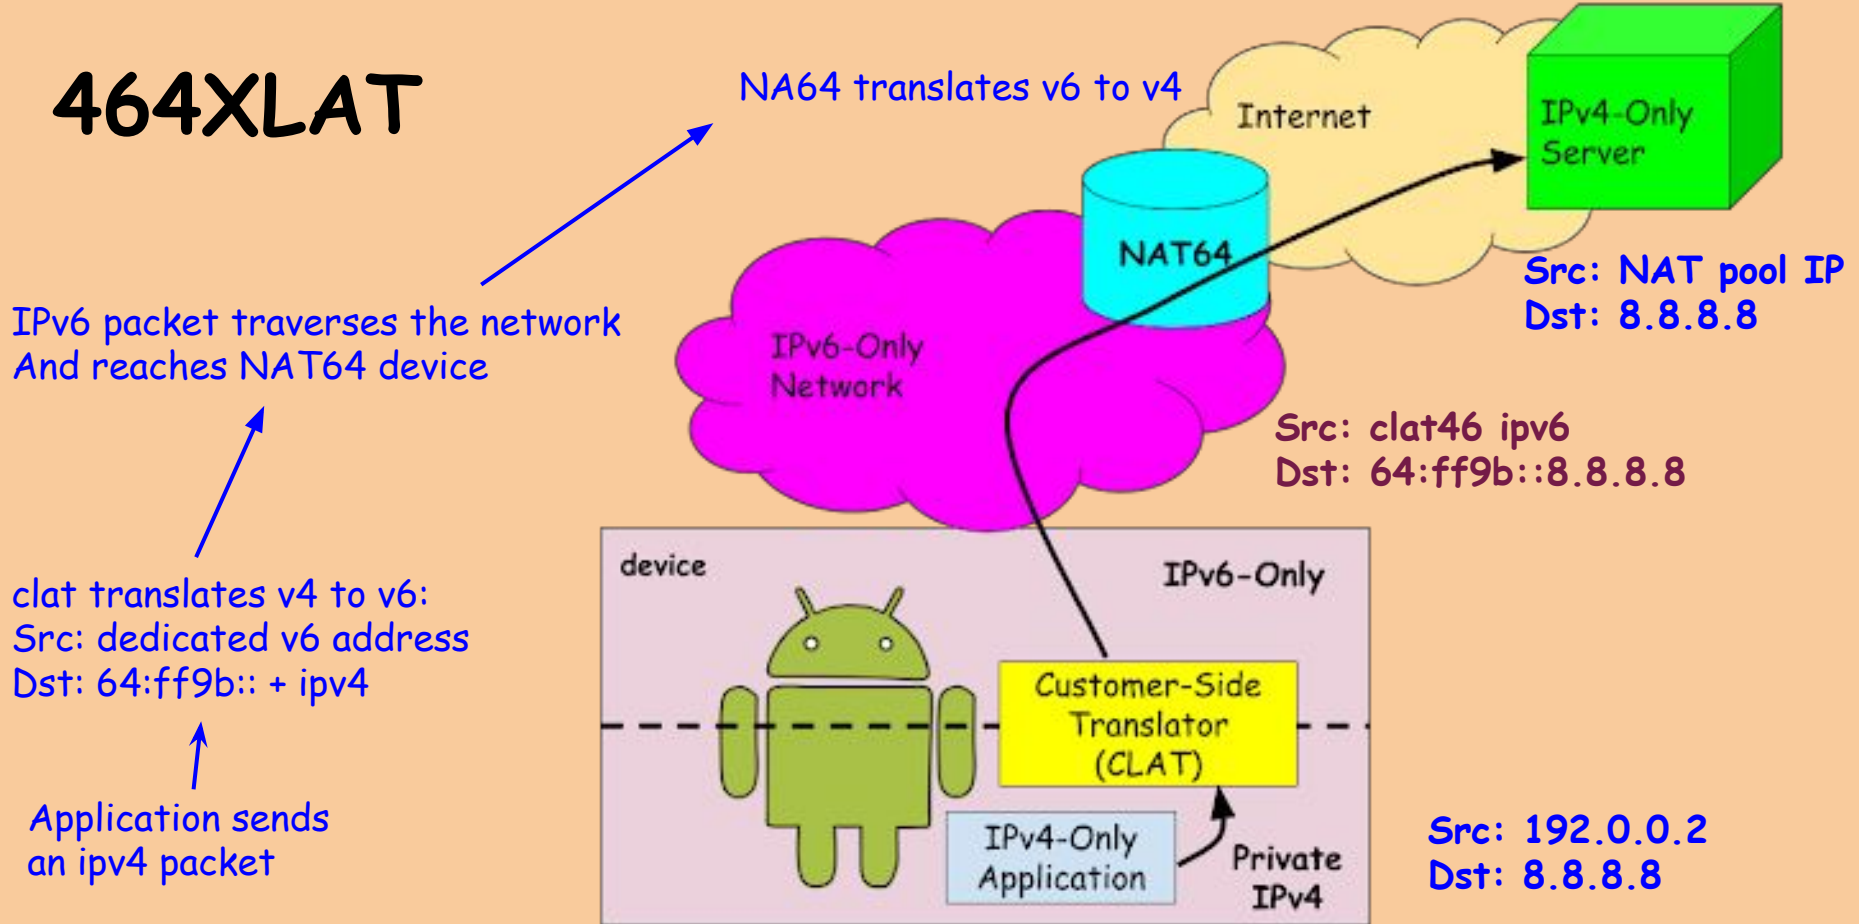 464XLAT
NA64 translates v6 to v4
Internet
IPv4-Only
Server
NAT64
Src: NAT pool IP
Dst: 8.8.8.8
IPv6 packet traverses the network
And reaches NAT64 device
IPv6-Only
Network
Src: clat46 ipv6
Dst: 64:ff9b::8.8.8.8
device
IPv6-Only
clat translates v4 to v6:
Src: dedicated v6 address
Dst: 64:ff9b:: + ipv4
Customer-Side
Translator
(CLAT)
Application sends
an ipv4 packet
IPv4-Only
Application
Private
IPv4
Src: 192.0.0.2
Dst: 8.8.8.8